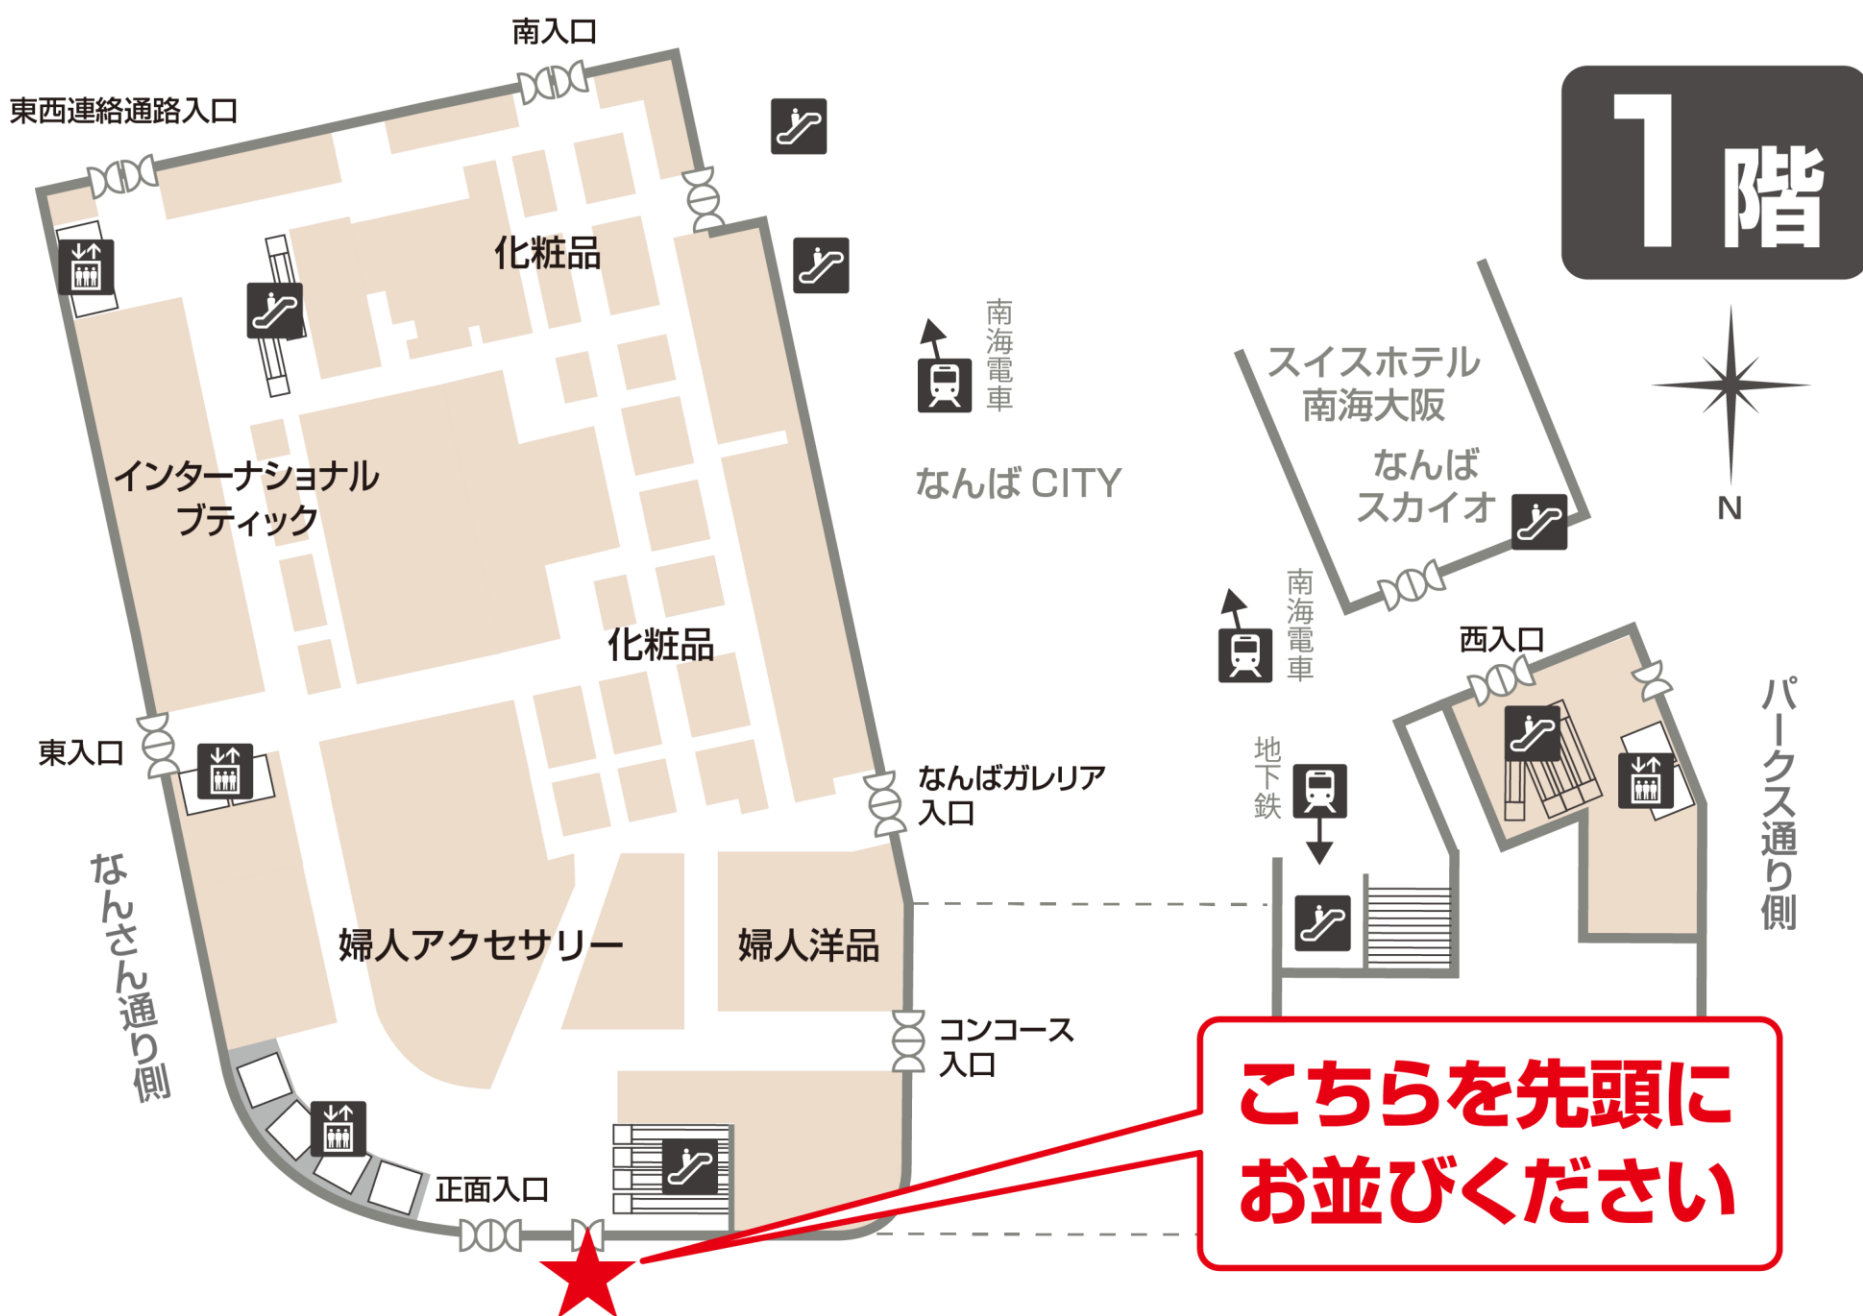 南入口
東西連絡通路入口
1階
化粧品
南海電車
スイスホテル
南海大阪
なんば
スカイオ
なんば CITY
N
インターナショナル
ブティック
南海電車
西入口
化粧品
パークス通り側
東入口
地下鉄
なんばガレリア
入口
なんさん通り側
婦人アクセサリー
婦人洋品
コンコース
入口
こちらを先頭に
お並びください
正面入口